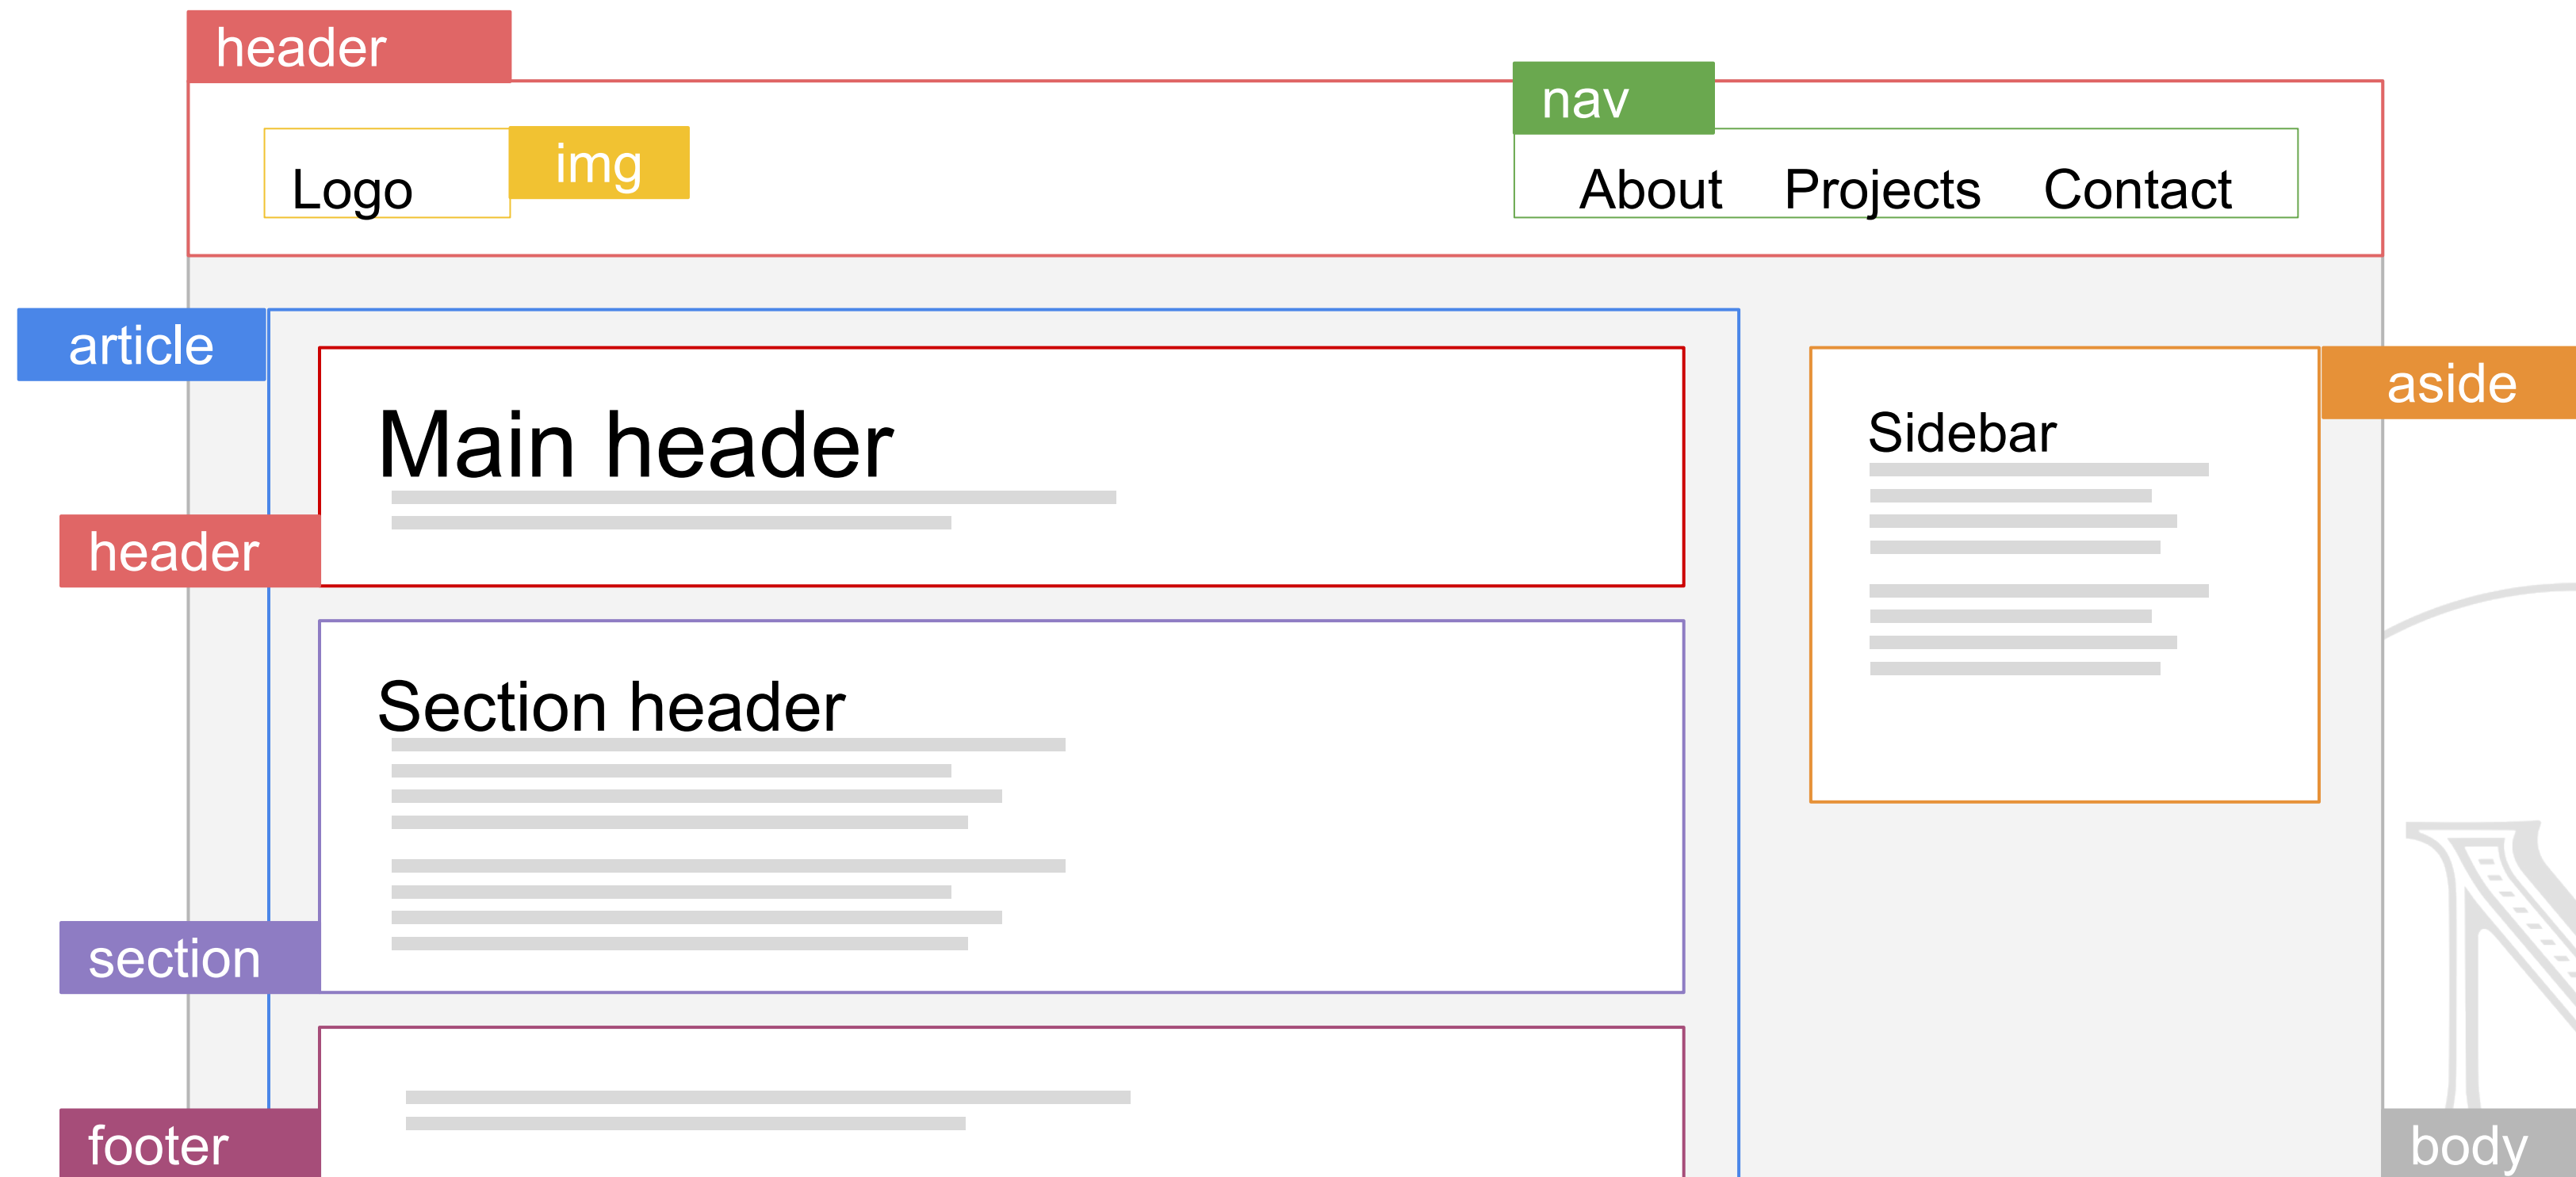 header
nav
img
Logo
About Projects Contact
article
aside
Main header
Sidebar
header
Section header
section
footer
body